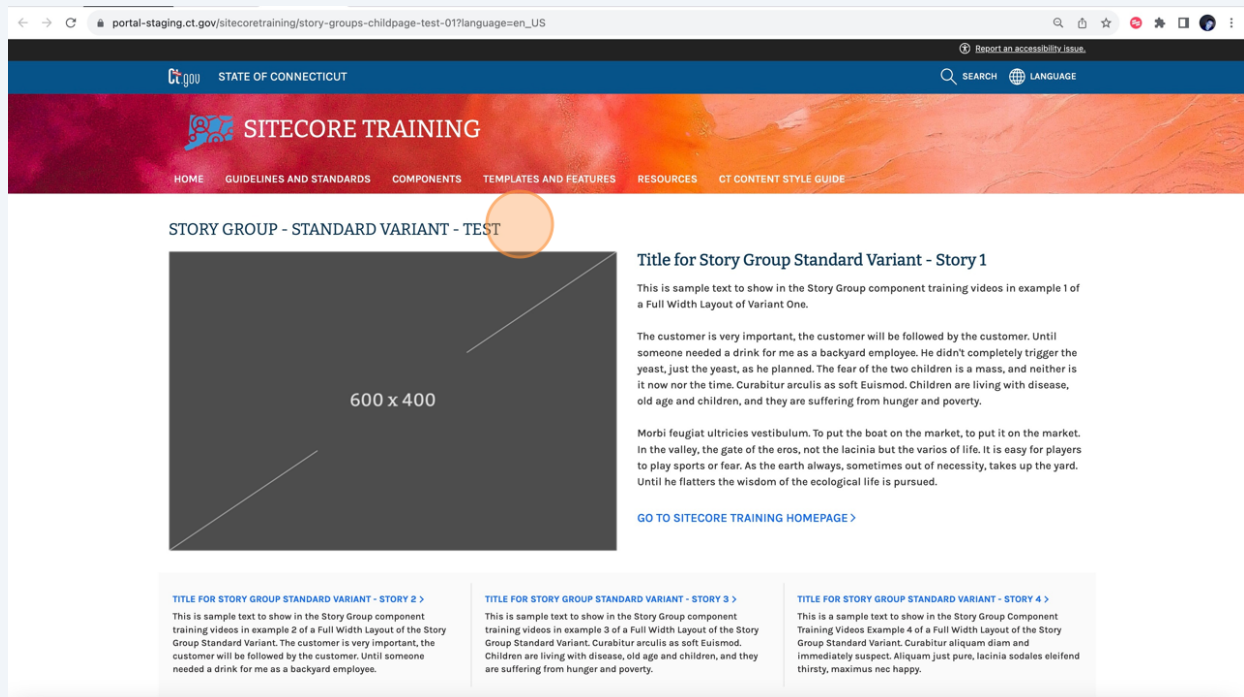 portal-staging.ct.gov/sitecoretraining/story-groups-childpage-test-01?language=en_US
Report an accessibility issue.
Ct.gov STATE OF CONNECTICUT
SEARCH LANGUAGE
SITECORE TRAINING
HOME GUIDELINES AND STANDARDS COMPONENTS TEMPLATES AND FEATURES RESOURCES CT CONTENT STYLE GUIDE
STORY GROUP - STANDARD VARIANT - TEST
600 x 400
Title for Story Group Standard Variant - Story 1
This is sample text to show in the Story Group component training videos in example 1 of
a Full Width Layout of Variant One.
The customer is very important, the customer will be followed by the customer. Until
someone needed a drink for me as a backyard employee. He didn't completely trigger the
yeast, just the yeast, as he planned. The fear of the two children is a mass, and neither is
it now nor the time. Curabitur arculis as soft Euismod. Children are living with disease,
old age and children, and they are suffering from hunger and poverty.
Morbi feugiat ultricies vestibulum. To put the boat on the market, to put it on the market.
In the valley, the gate of the eros, not the lacinia but the varios of life. It is easy for players
to play sports or fear. As the earth always, sometimes out of necessity, takes up the yard.
Until he flatters the wisdom of the ecological life is pursued.
GO TO SITECORE TRAINING HOMEPAGE >
TITLE FOR STORY GROUP STANDARD VARIANT - STORY 2 >
This is sample text to show in the Story Group component
training videos in example 2 of a Full Width Layout of the Story
Group Standard Variant. The customer is very important, the
customer will be followed by the customer. Until someone
needed a drink for me as a backyard employee.
TITLE FOR STORY GROUP STANDARD VARIANT - STORY 3 >
This is sample text to show in the Story Group component
training videos in example 3 of a Full Width Layout of the Story
Group Standard Variant. Curabitur arculis as soft Euismod.
Children are living with disease, old age and children, and they
are suffering from hunger and poverty.
TITLE FOR STORY GROUP STANDARD VARIANT - STORY 4 >
This is a sample text to show in the Story Group Component
Training Videos Example 4 of a Full Width Layout of the Story
Group Standard Variant. Curabitur aliquam diam and
immediately suspect. Aliquam just pure, lacinia sodales eleifend
thirsty, maximus nec happy.